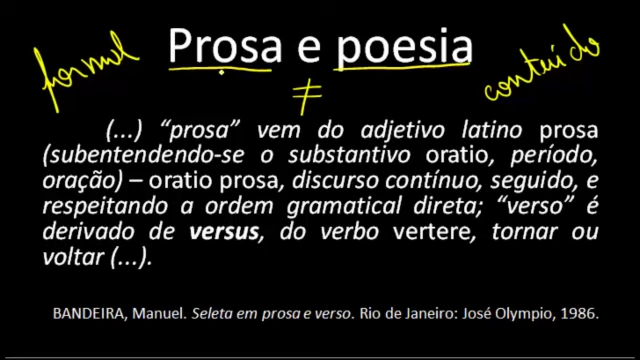 Prosa e poesia
formal
conteúdo
≠
(...) “prosa” vem do adjetivo latino prosa
(subentendendo-se o substantivo oratio, período,
oração) – oratio prosa, discurso contínuo, seguido, e
respeitando a ordem gramatical direta; “verso” é
derivado de versus, do verbo vertere, tornar ou
voltar (...).
BANDEIRA, Manuel. Seleta em prosa e verso. Rio de Janeiro: José Olympio, 1986.